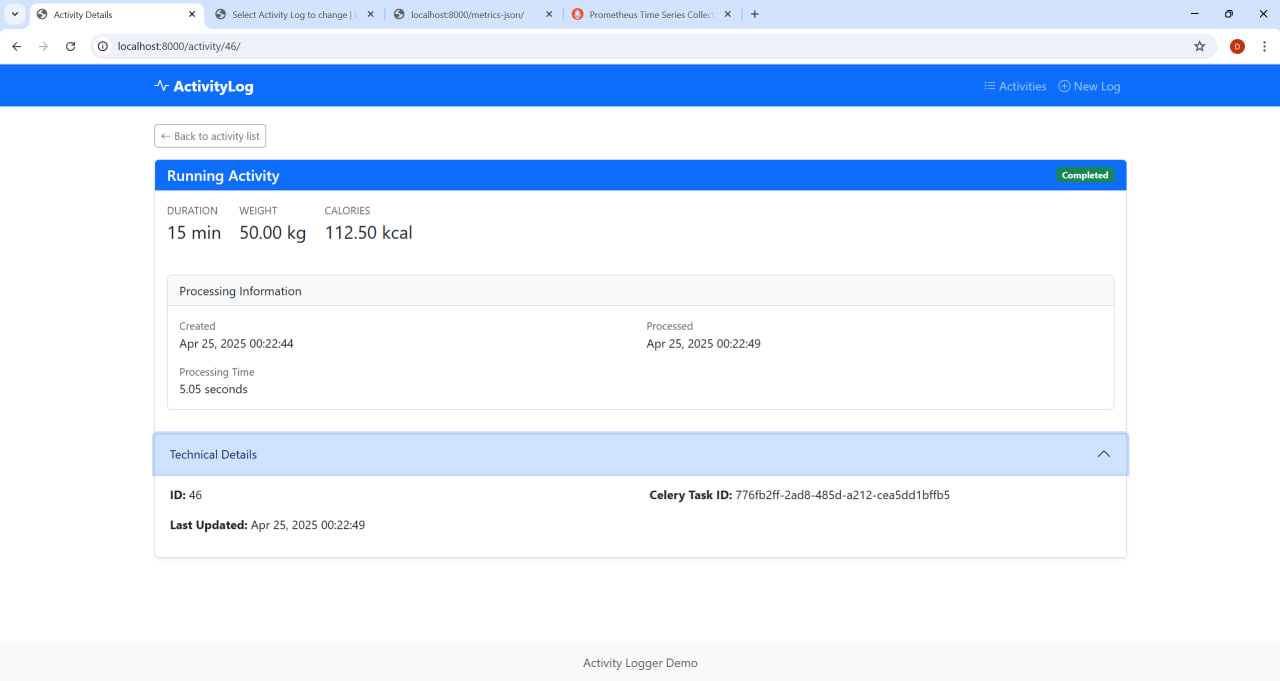 Activity Details
Select Activity Log to change |
localhost:8000/metrics-json/
Prometheus Time Series Collec
localhost:8000/activity/46/
D
ActivityLog
Activities
New Log
← Back to activity list
Running Activity
Completed
DURATION WEIGHT CALORIES
15 min 50.00 kg 112.50 kcal
Processing Information
Created Processed
Apr 25, 2025 00:22:44 Apr 25, 2025 00:22:49
Processing Time
5.05 seconds
Technical Details
ID: 46 Celery Task ID: 776fb2ff-2ad8-485d-a212-cea5dd1bffb5
Last Updated: Apr 25, 2025 00:22:49
Activity Logger Demo